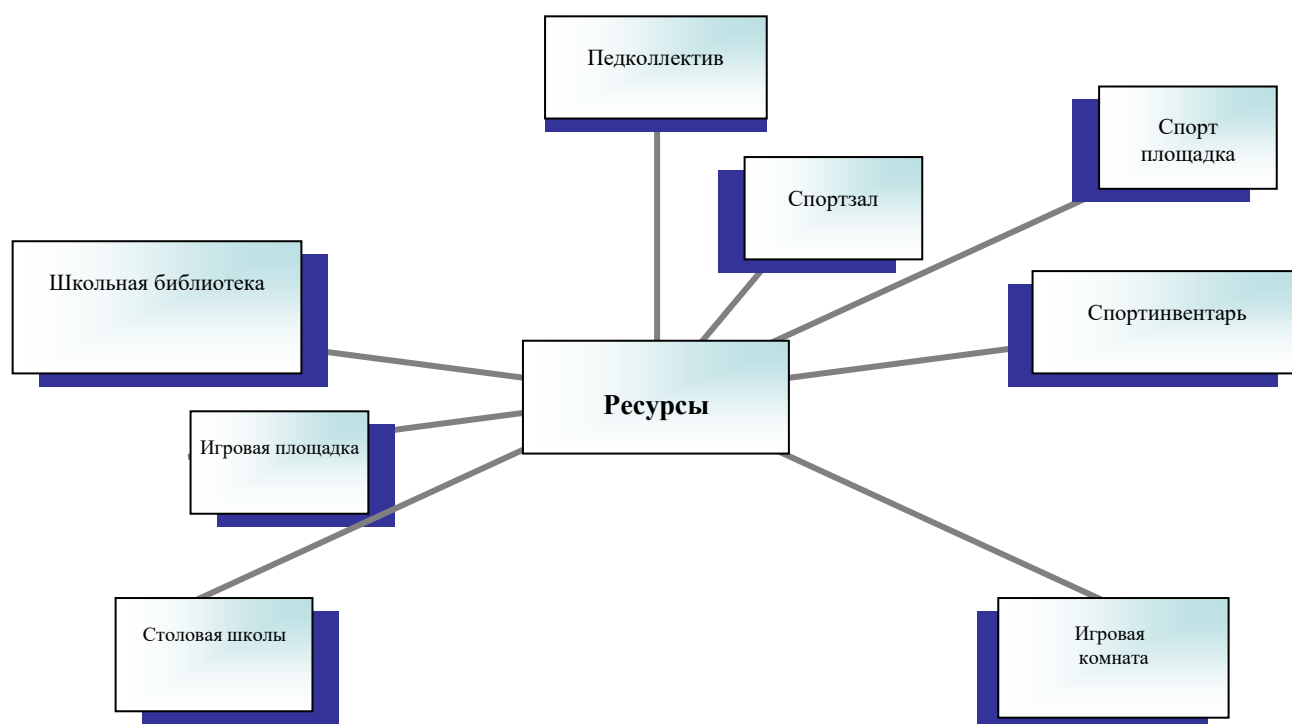 Педколлектив
Спорт
площадка
Спортзал
Школьная библиотека
Спортинвентарь
Ресурсы
Игровая площадка
Столовая школы
Игровая
комната